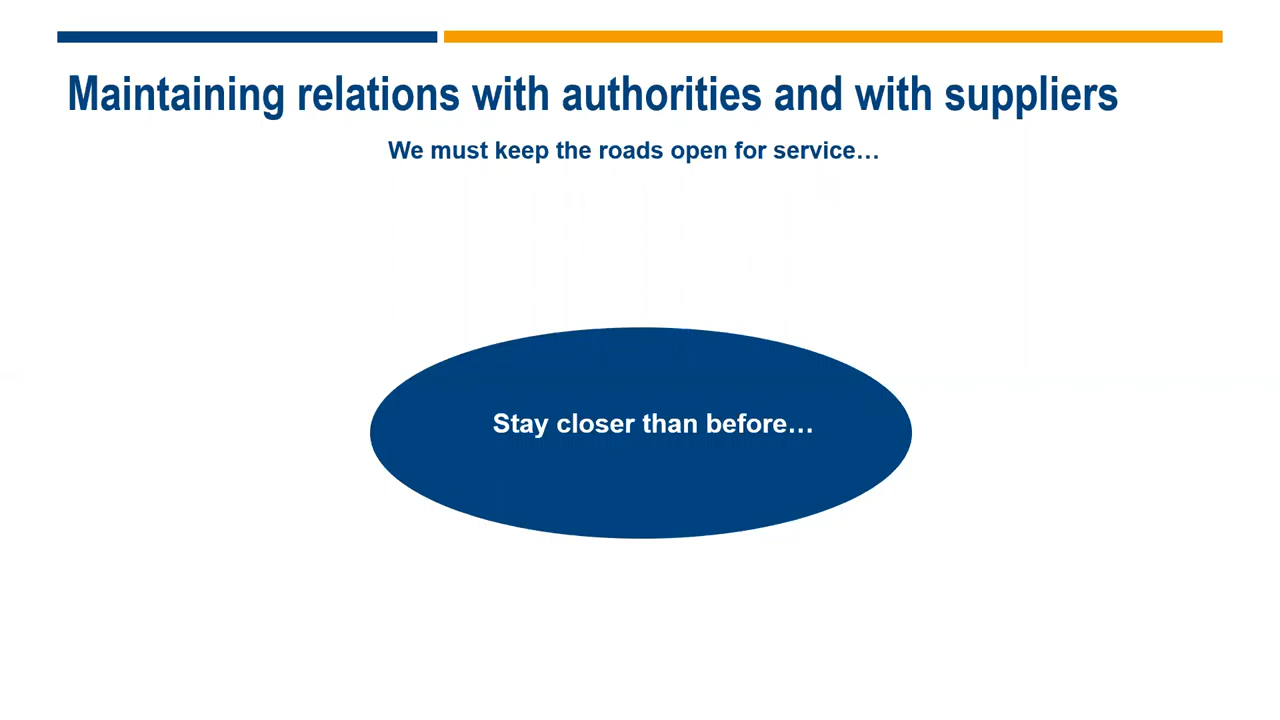 Maintaining relations with authorities and with suppliers
We must keep the roads open for service…
Stay closer than before…